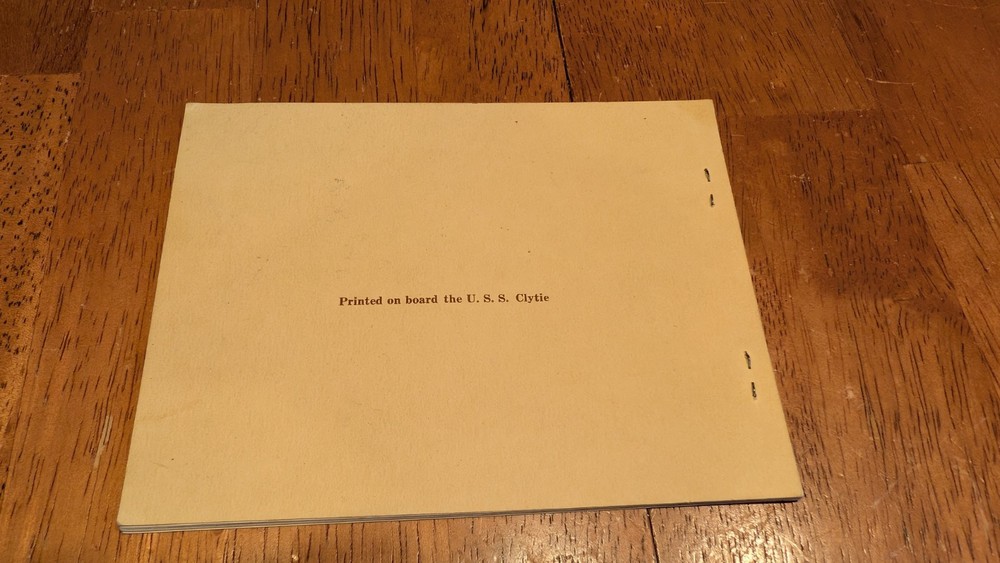 Printed on board the U. S. S. Clytie